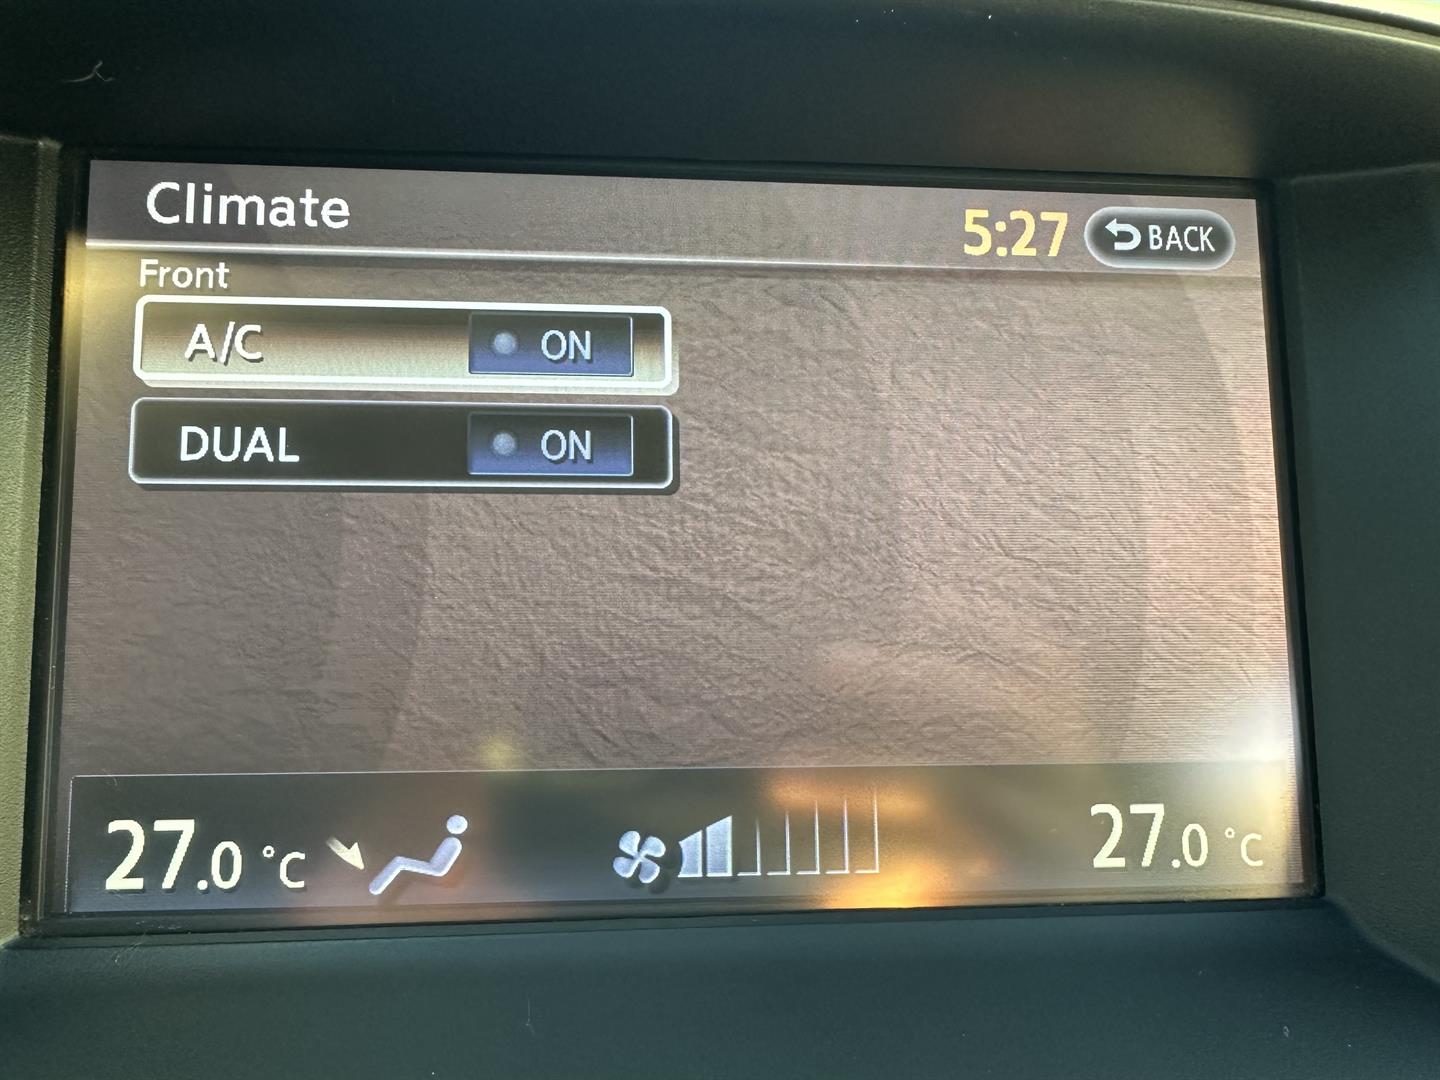 Climate
5:27 BACK
Front
A/C ON
DUAL ON
27.0 °C 27.0 °C